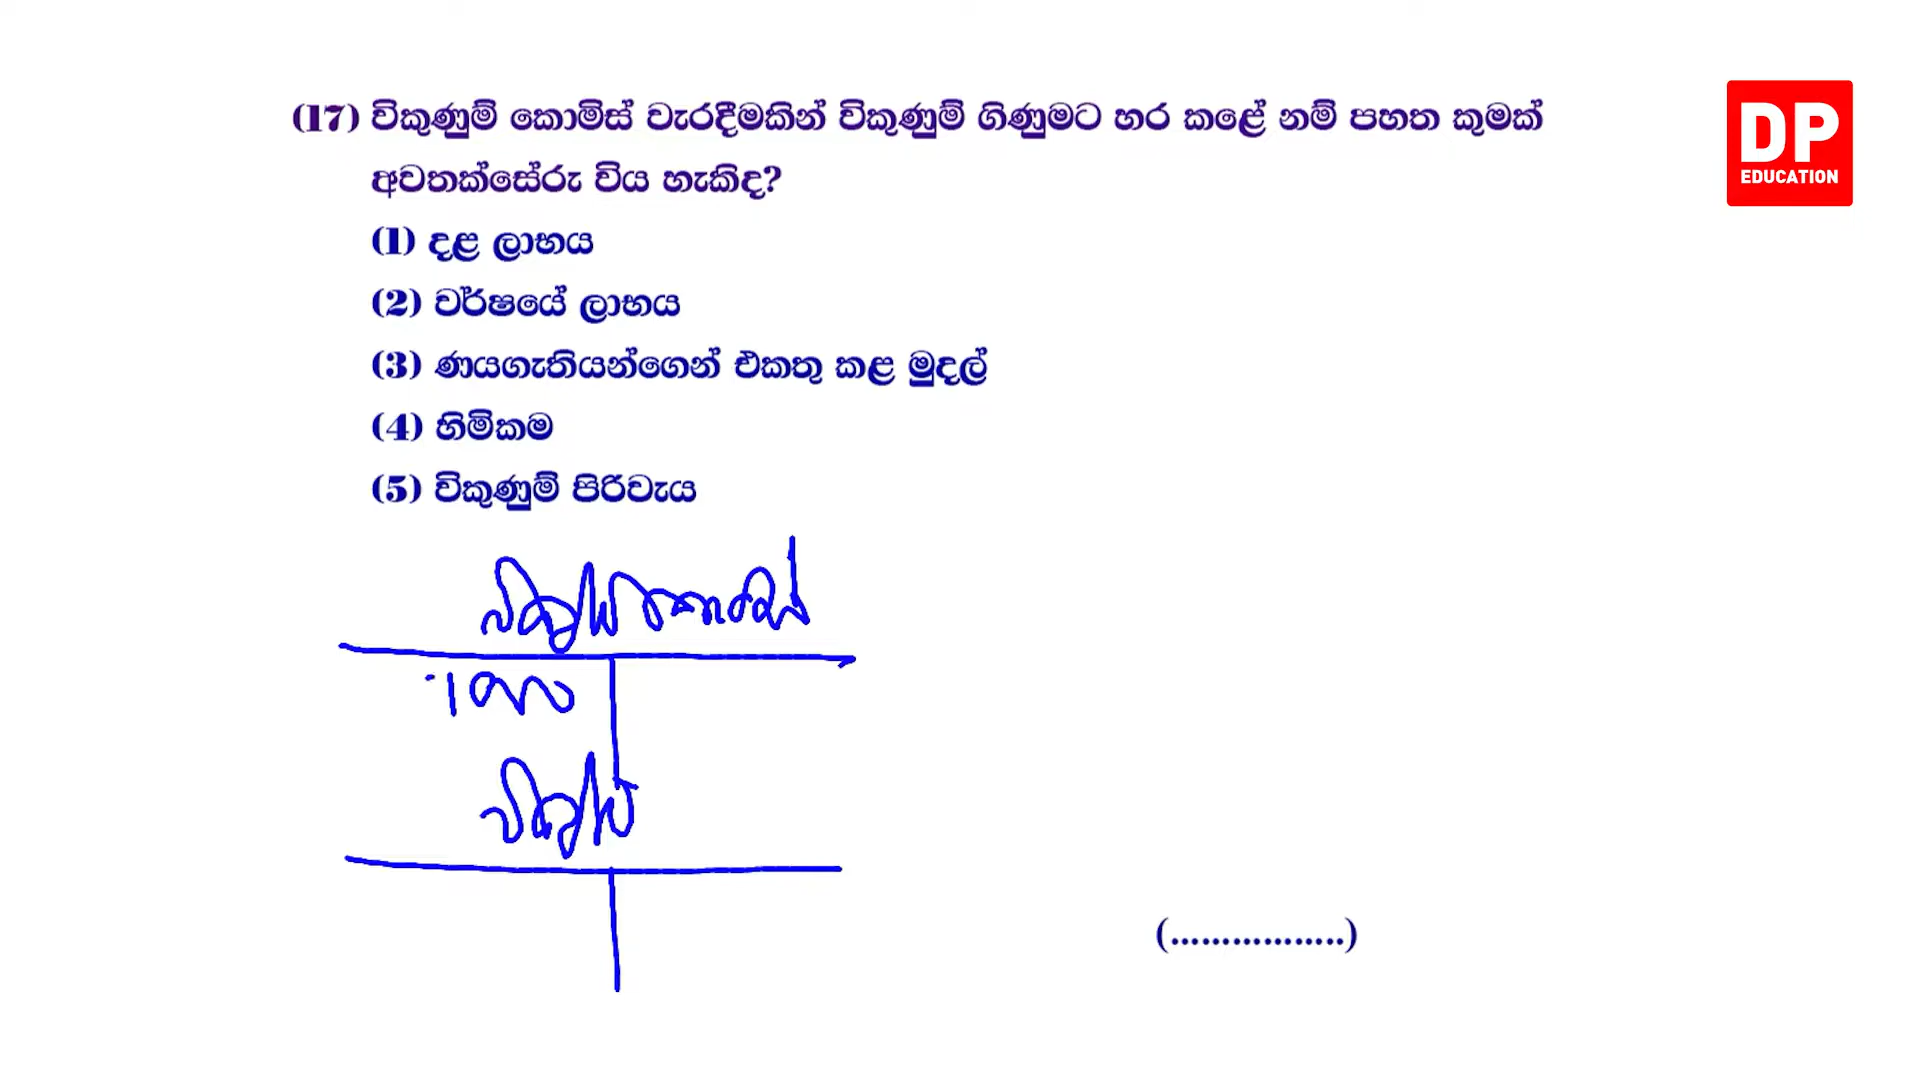 (17) විකුණුම් කොමිස් වැරදීමකින් විකුණුම් ගිණුමට හර කළේ නම් පහත කුමක්
අවතක්සේරු විය හැකිද?
(1) දළ ලාභය
(2) වර්ෂයේ ලාභය
(3) ණයගැතියන්ගෙන් එකතු කළ මුදල්
(4) හිමිකම
(5) විකුණුම් පිරිවැය
DP
EDUCATION
(..................)